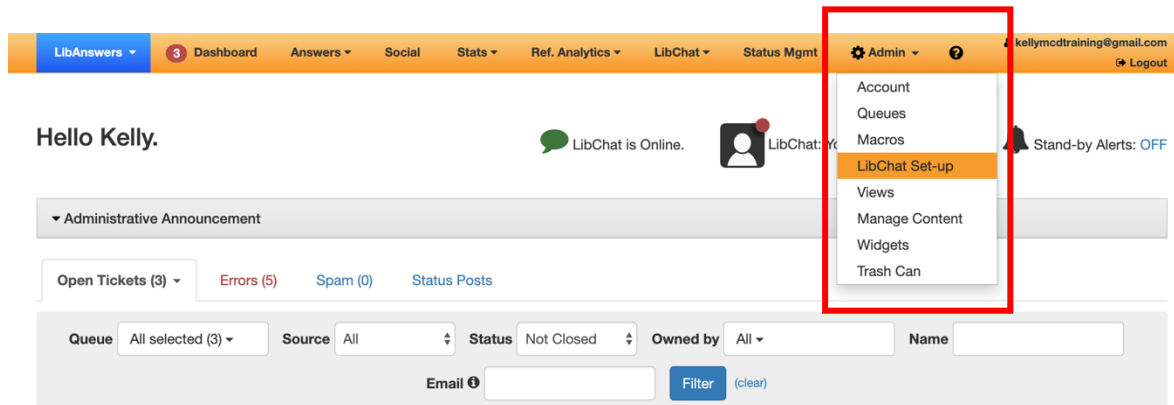 LibAnswers 3 Dashboard Answers Social Stats Ref. Analytics LibChat Status Mgmt Admin kellymcdtraining@gmail.com
Logout
Account
Queues
Macros
LibChat Set-up
Views
Manage Content
Widgets
Trash Can
Hello Kelly.
LibChat is Online.
LibChat: Yo
Stand-by Alerts: OFF
Administrative Announcement
Open Tickets (3) Errors (5) Spam (0) Status Posts
Queue All selected (3) Source All Status Not Closed Owned by All Name
Email Filter (clear)